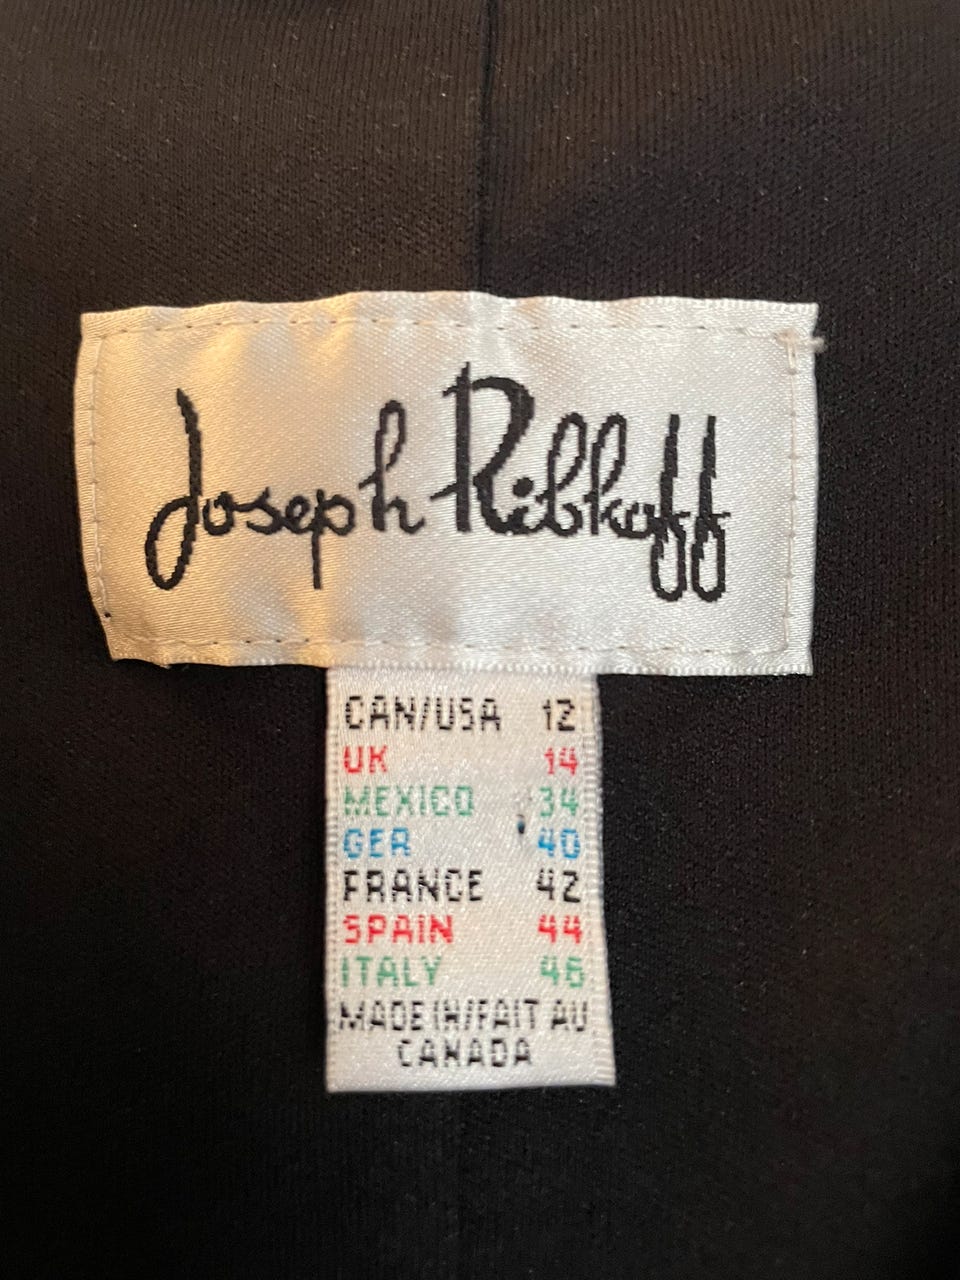 Joseph Ribkoff
CAN/USA 12
UK 14
MEXICO 34
GER 40
FRANCE 42
SPAIN 44
ITALY 46
MADE IN/FAIT AU
CANADA